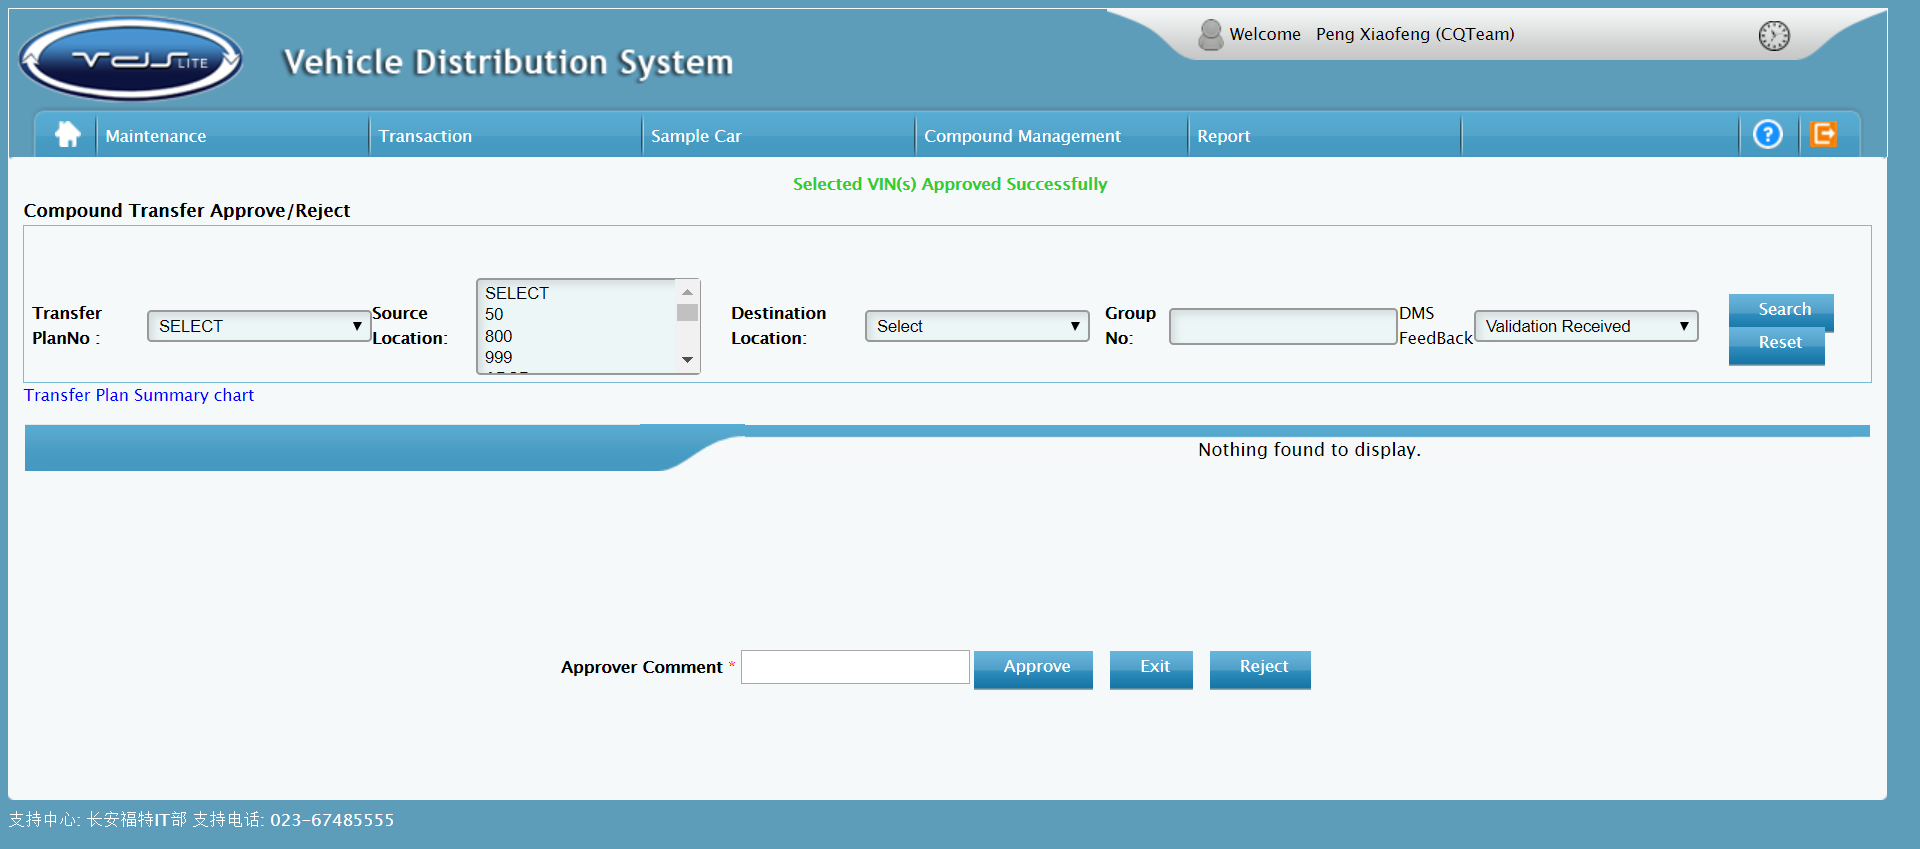 VDS LITE
Vehicle Distribution System
Welcome Peng Xiaofeng (CQTeam)
Maintenance
Transaction
Sample Car
Compound Management
Report
?
Selected VIN(s) Approved Successfully
Compound Transfer Approve/Reject
Transfer PlanNo :
SELECT
Source Location:
SELECT
50
800
999
Destination Location:
Select
Group No:
DMS FeedBack
Validation Received
Search
Reset
Transfer Plan Summary chart
Nothing found to display.
Approver Comment *
Approve
Exit
Reject
支持中心: 长安福特IT部 支持电话: 023-67485555